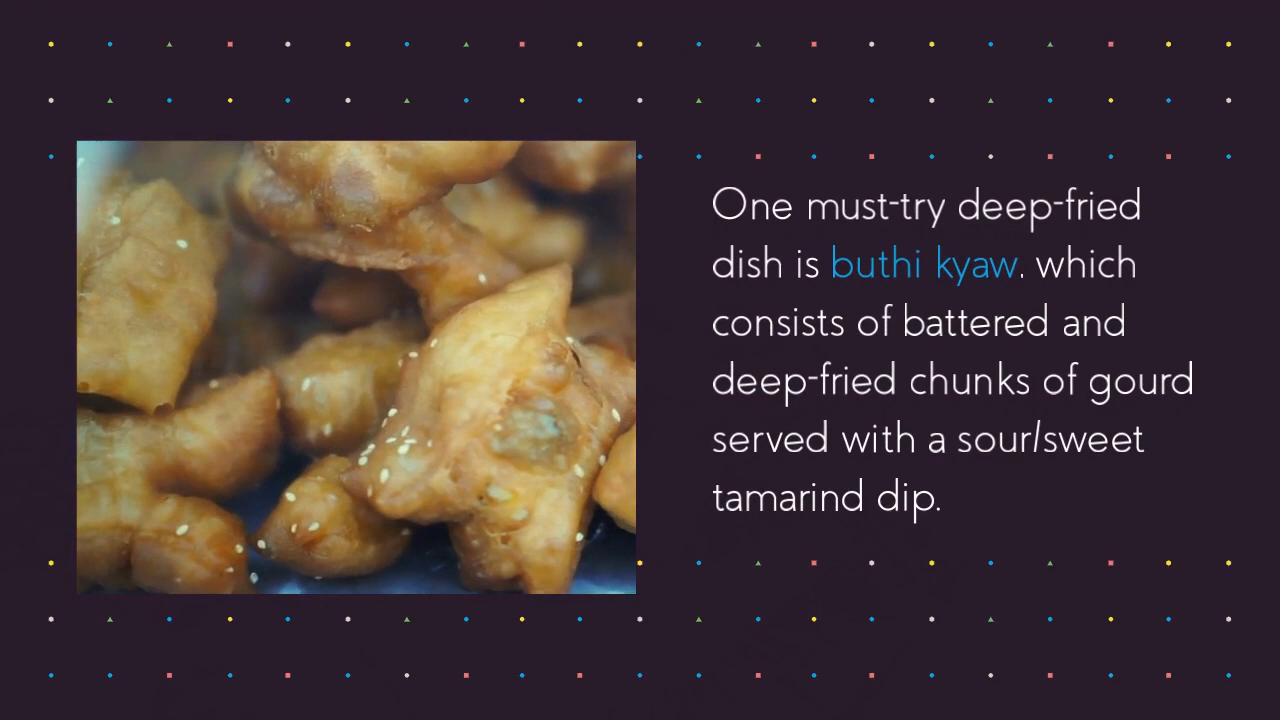 One must-try deep-fried
dish is buthi kyaw. which
consists of battered and
deep-fried chunks of gourd
served with a sour/sweet
tamarind dip.